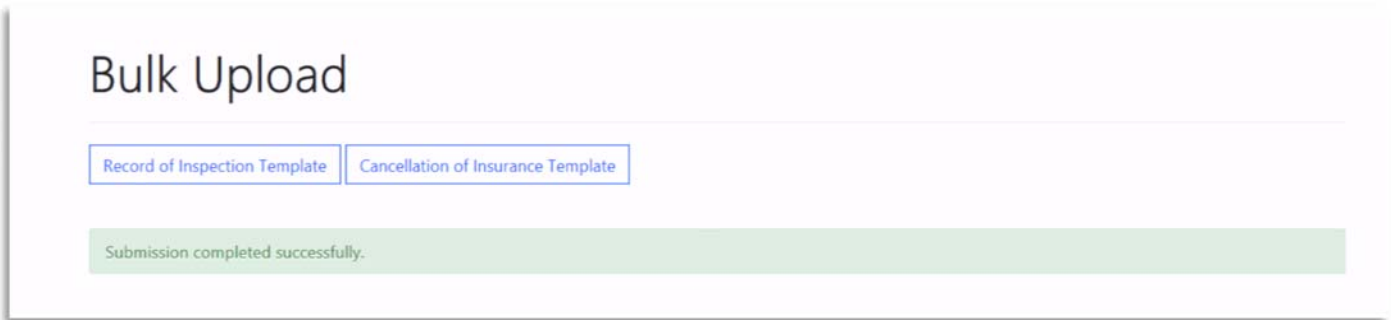 Bulk Upload
Record of Inspection Template Cancellation of Insurance Template
Submission completed successfully.